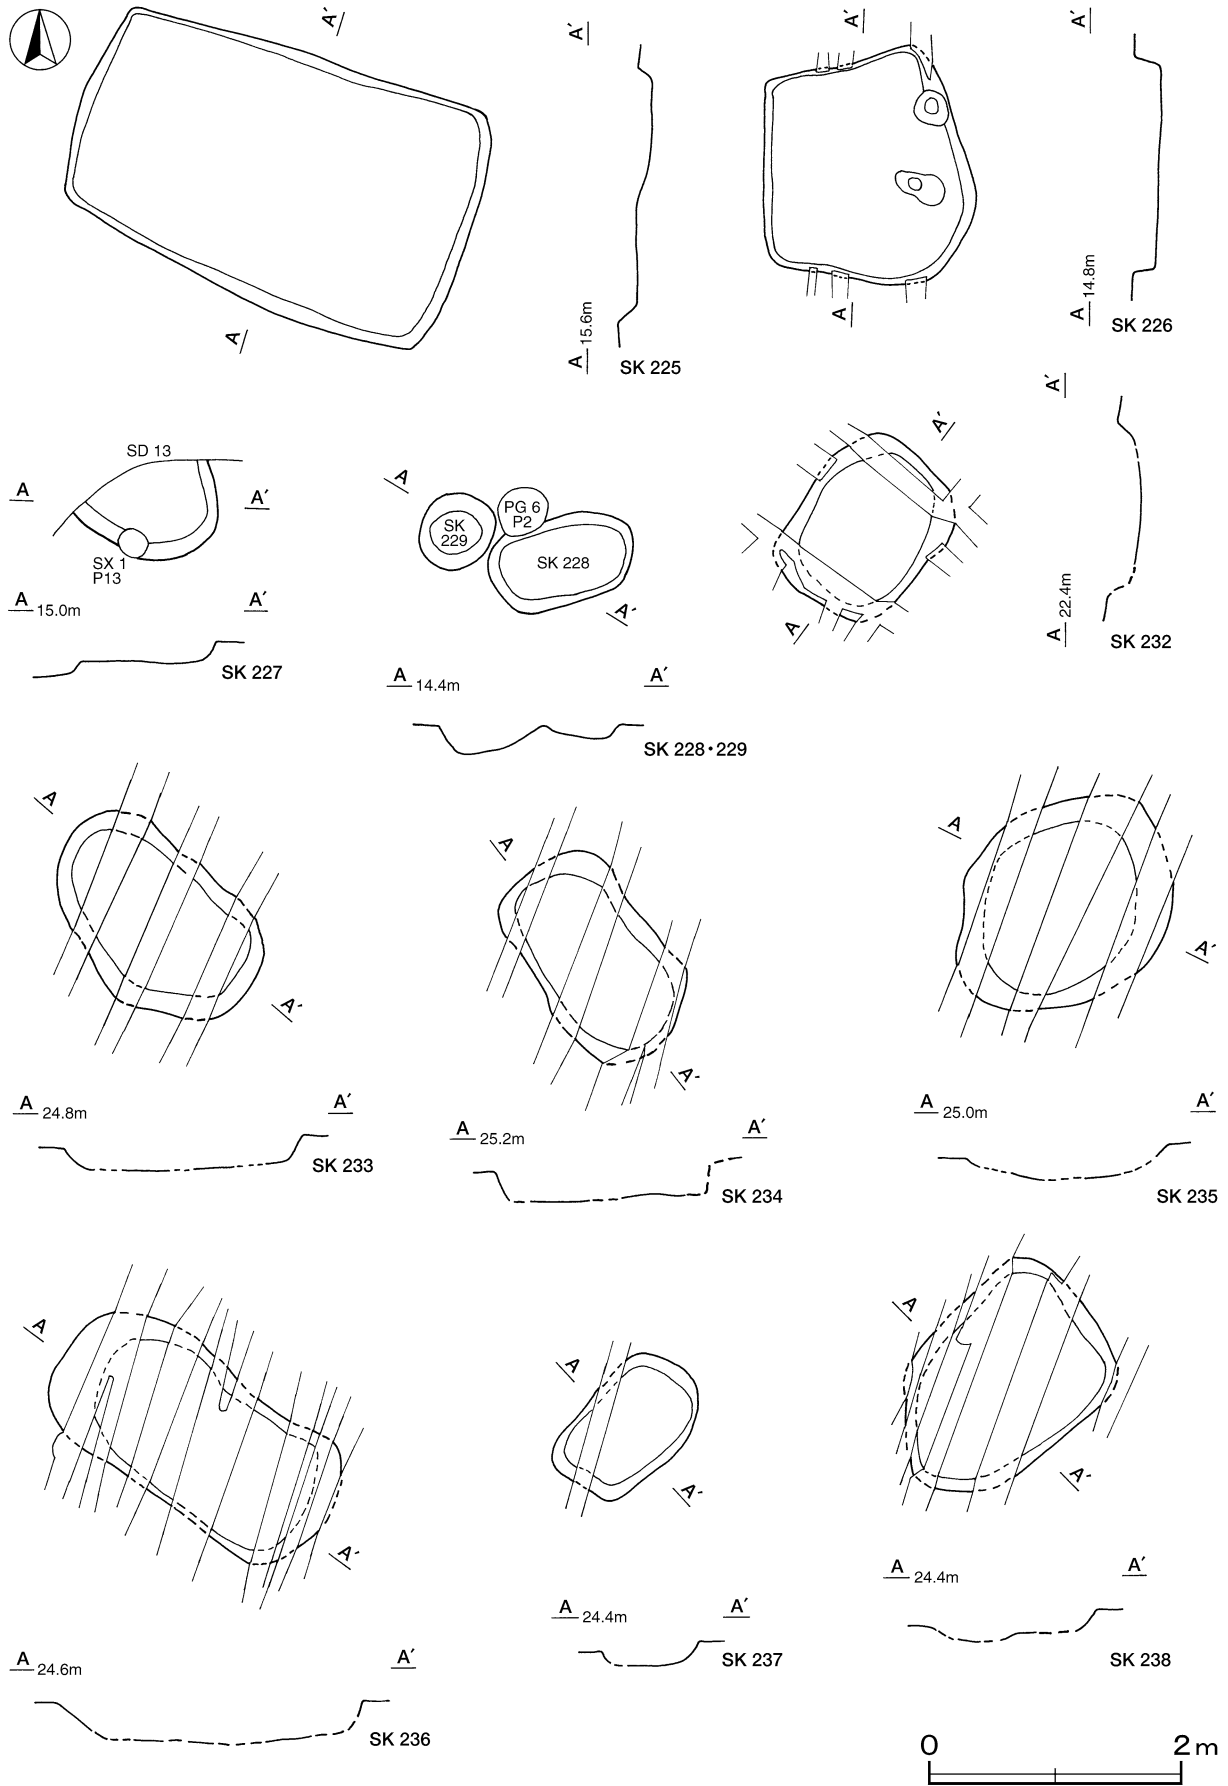 A′
A
A′
A 15.6m
SK 225
A′
A
A′
A 14.8m
SK 226
SD 13
A
A′
SX 1
P13
A 15.0m
A′
SK 227
A
SK
229
PG 6
P2
SK 228
A′
A 14.4m
A′
SK 228・229
A′
A
A′
A 22.4m
SK 232
A
A′
A 24.8m
A′
SK 233
A
A′
A 25.2m
A′
SK 234
A
A′
A 25.0m
A′
SK 235
A
A′
A 24.6m
A′
SK 236
A
A′
A 24.4m
A′
SK 237
A
A′
A 24.4m
A′
SK 238
0 2m